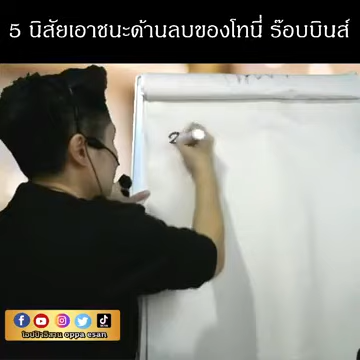 5 นิสัยเอาชนะด้านลบของโทนี่ ร๊อบบินส์
2
โอปป้าอีสาน oppa esan